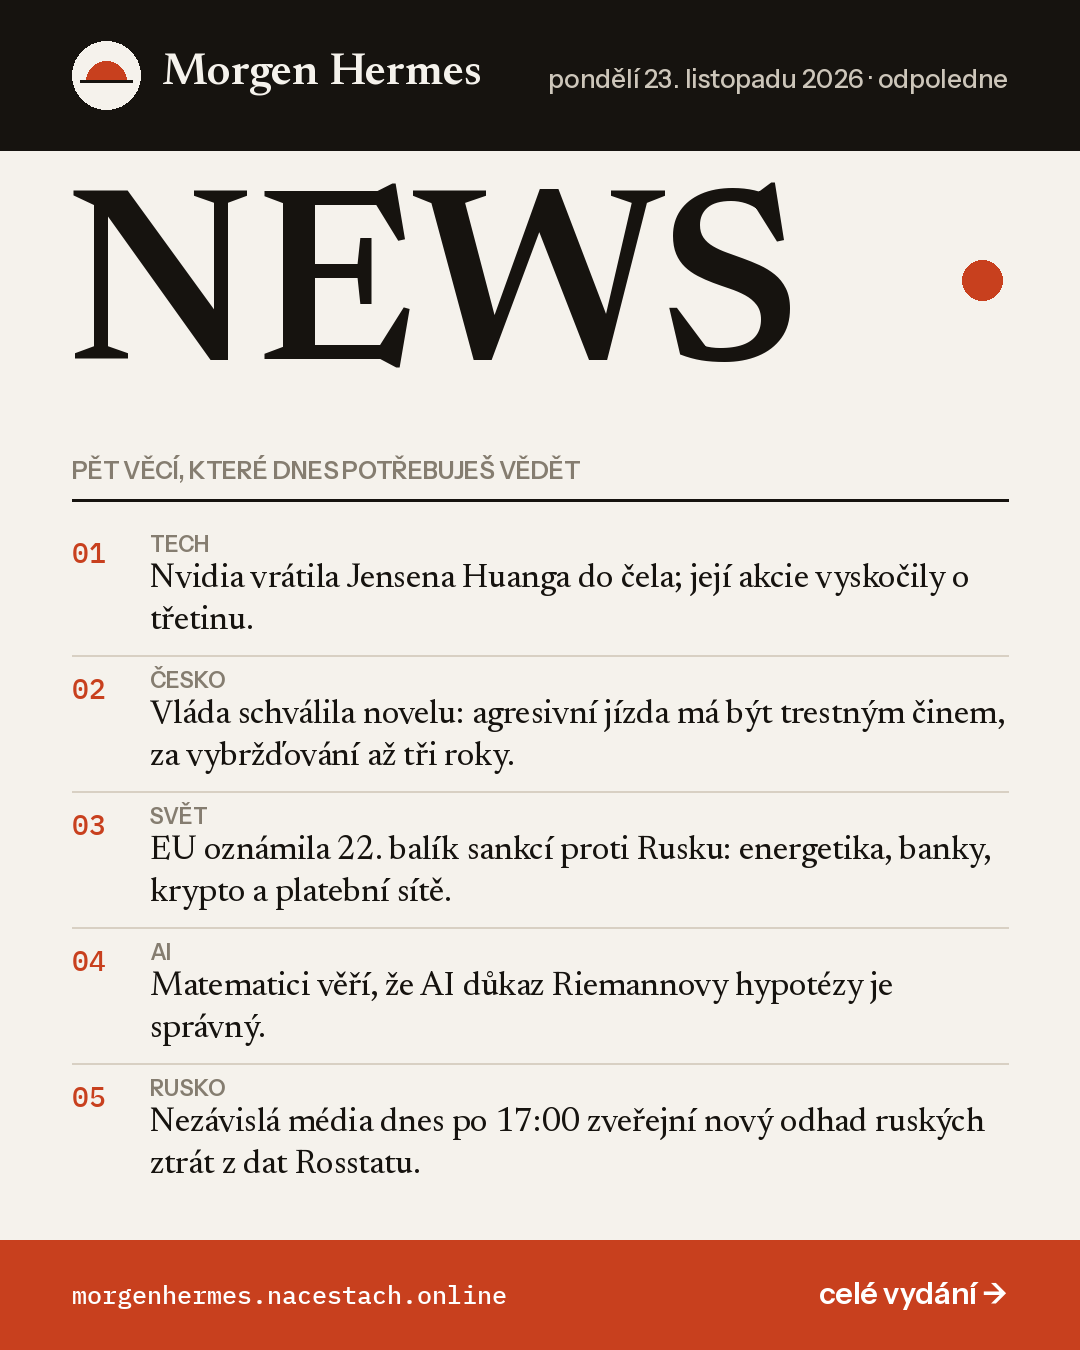 Morgen Hermes
pondělí 23. listopadu 2026 · odpoledne
NEWS
PĚT VĚCÍ, KTERÉ DNES POTŘEBUJEŠ VĚDĚT
01
TECH
Nvidia vrátila Jensena Huanga do čela; její akcie vyskočily o
třetinu.
02
ČESKO
Vláda schválila novelu: agresivní jízda má být trestným činem,
za vybržďování až tři roky.
03
SVĚT
EU oznámila 22. balík sankcí proti Rusku: energetika, banky,
krypto a platební sítě.
04
AI
Matematici věří, že AI důkaz Riemannovy hypotézy je
správný.
05
RUSKO
Nezávislá média dnes po 17:00 zveřejní nový odhad ruských
ztrát z dat Rosstatu.
morgenhermes.nacestach.online
celé vydání →